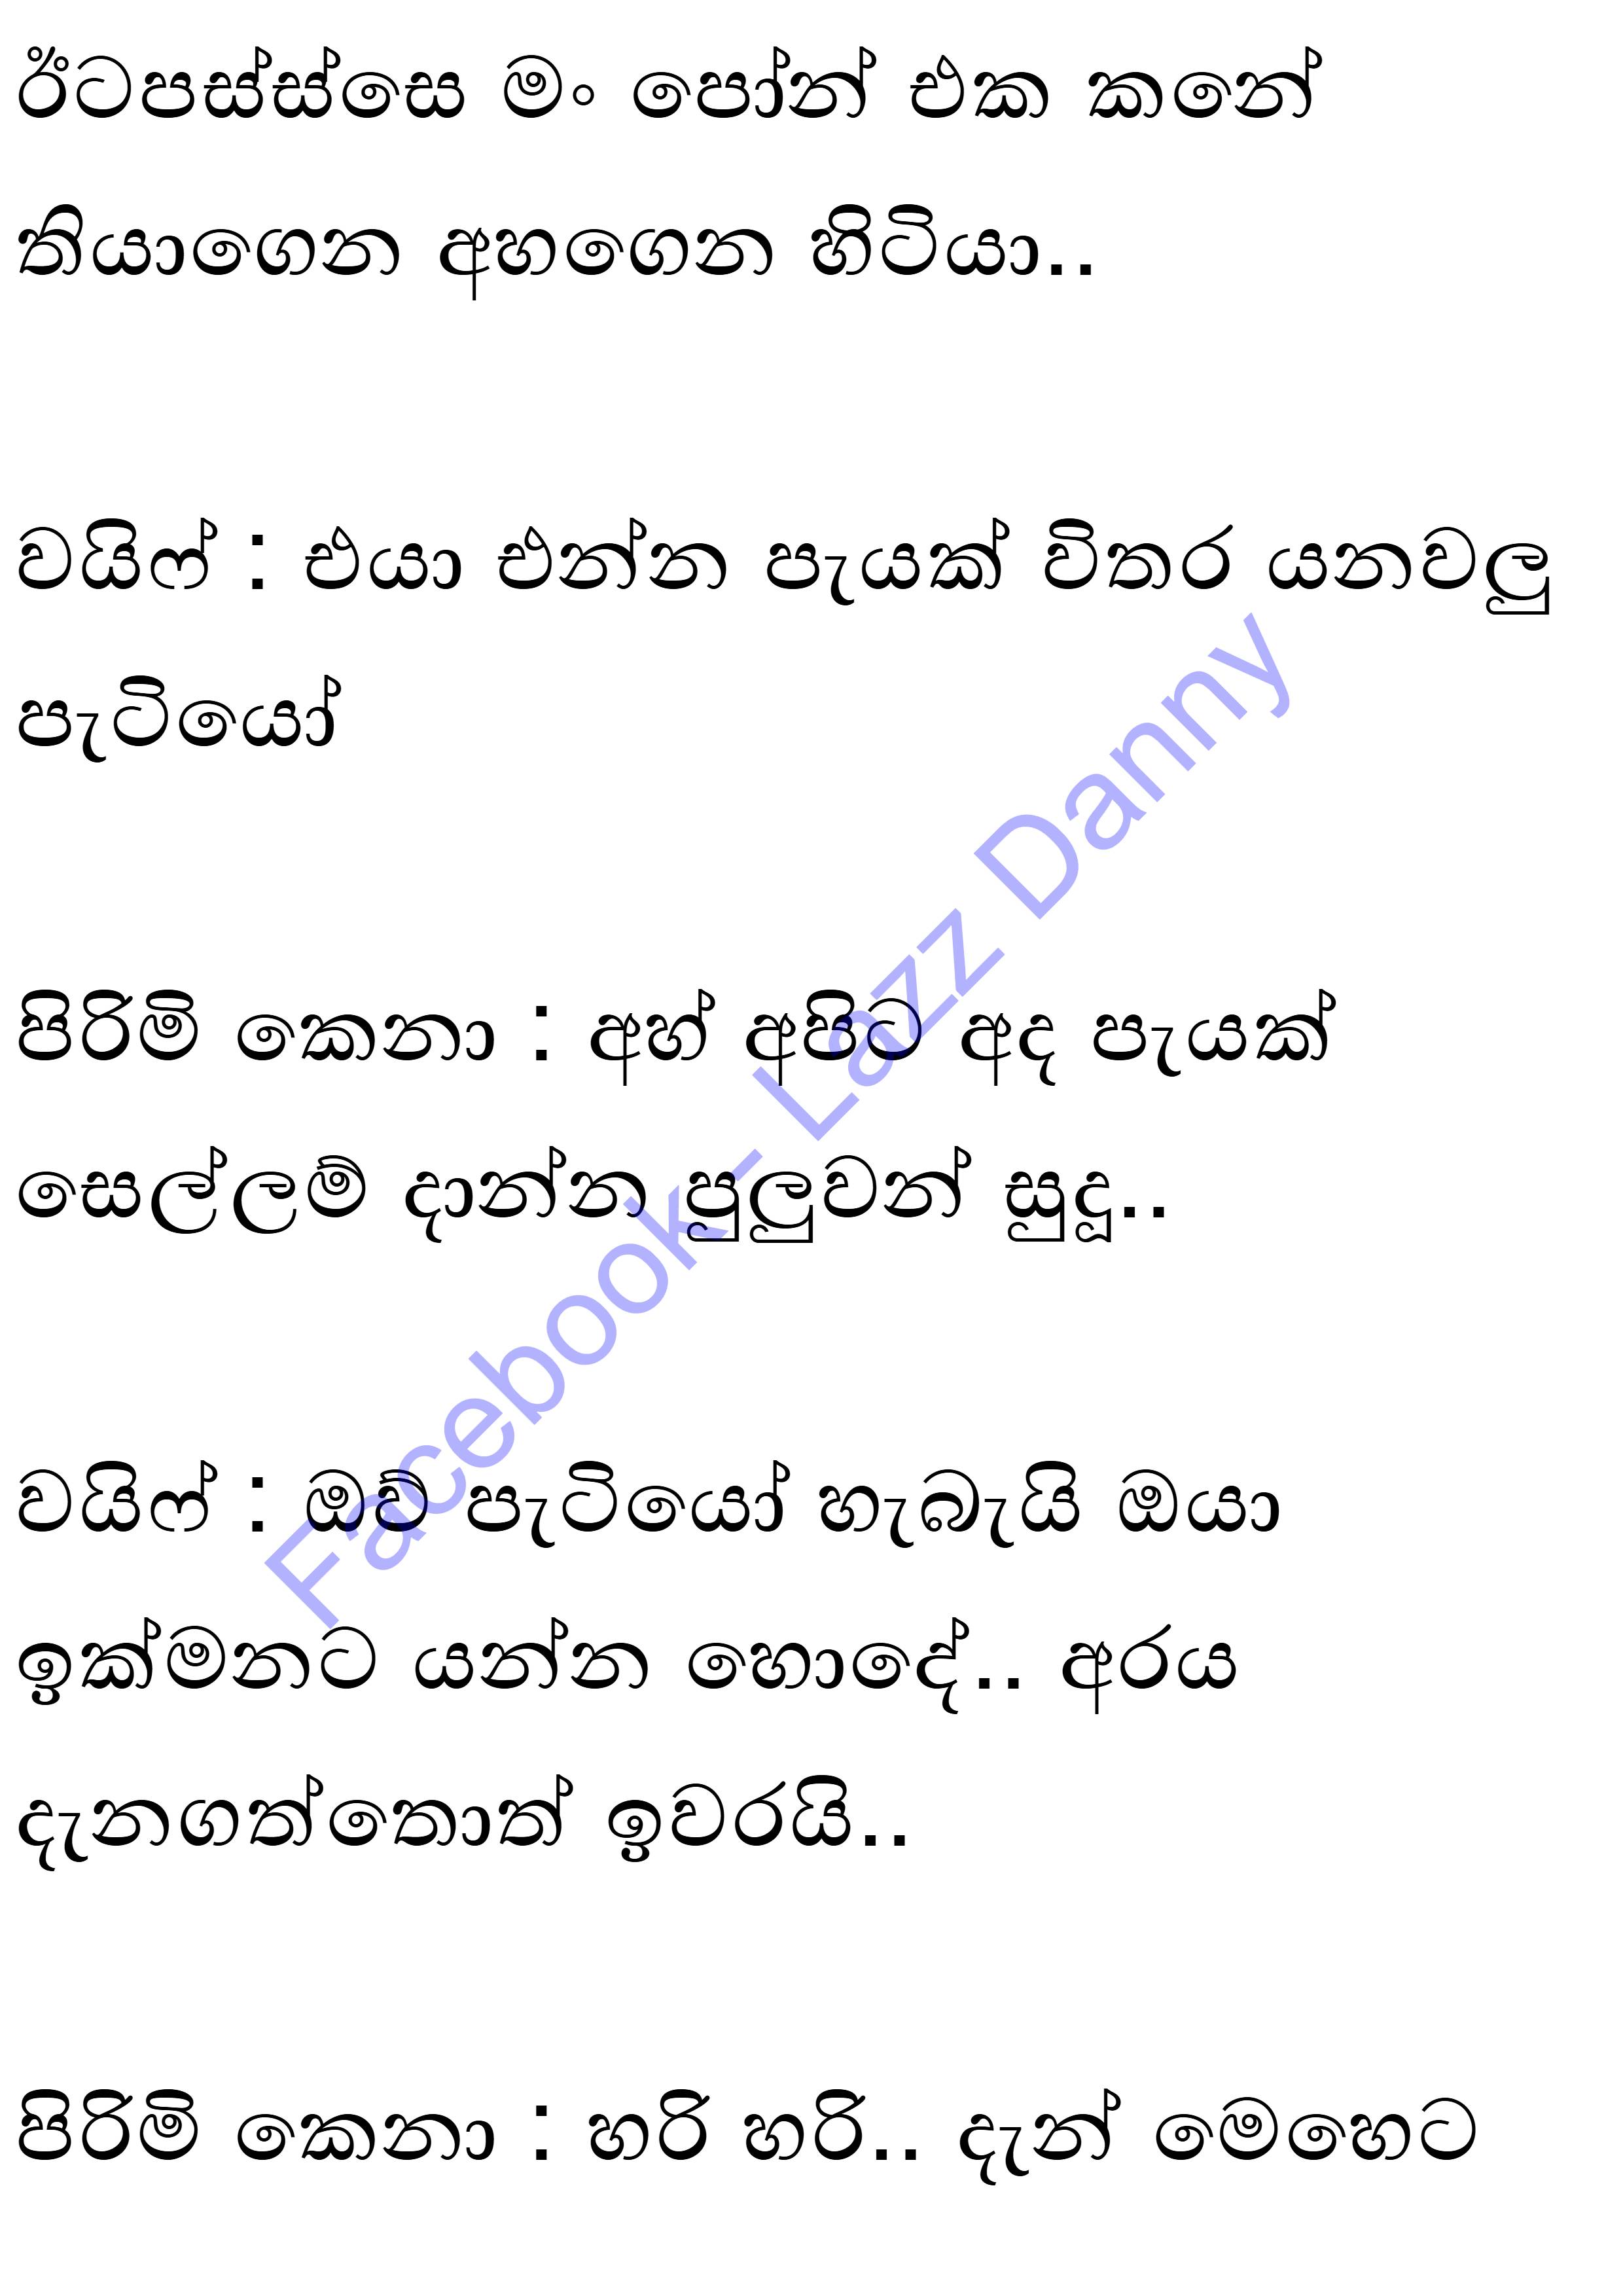 ඊටපස්ස්සෙ මං පෝන් එක කනේ
තියාගෙන අහගෙන හිටියා..
වයිෆ් : එයා එන්න පැයක් විතර යනවලු
පැටියෝ
පිරිමි කෙනා : අහ් අපිට අද පැයක්
සෙල්ලම් දාන්න පුලුවන් සුදූ..
වයිෆ් : ඔව් පැටියෝ හැබැයි ඔයා
ඉක්මනට යන්න හොදේ.. අරය
දැනගත්තොත් ඉවරයි..
පිරිමි කෙනා : හරි හරි.. දැන් මෙහෙට
Facebook - Lazz Danny